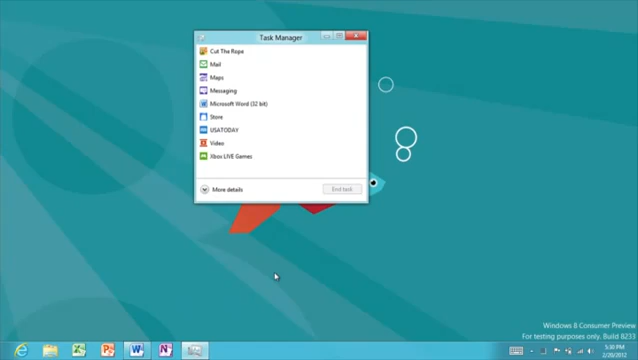 Task Manager
Cut The Rope
Mail
Maps
Messaging
Microsoft Word (32 bit)
Store
USATODAY
Video
Xbox LIVE Games
More details
End task
Windows 8 Consumer Preview
For testing purposes only. Build 8233
5:30 PM
2/20/2012